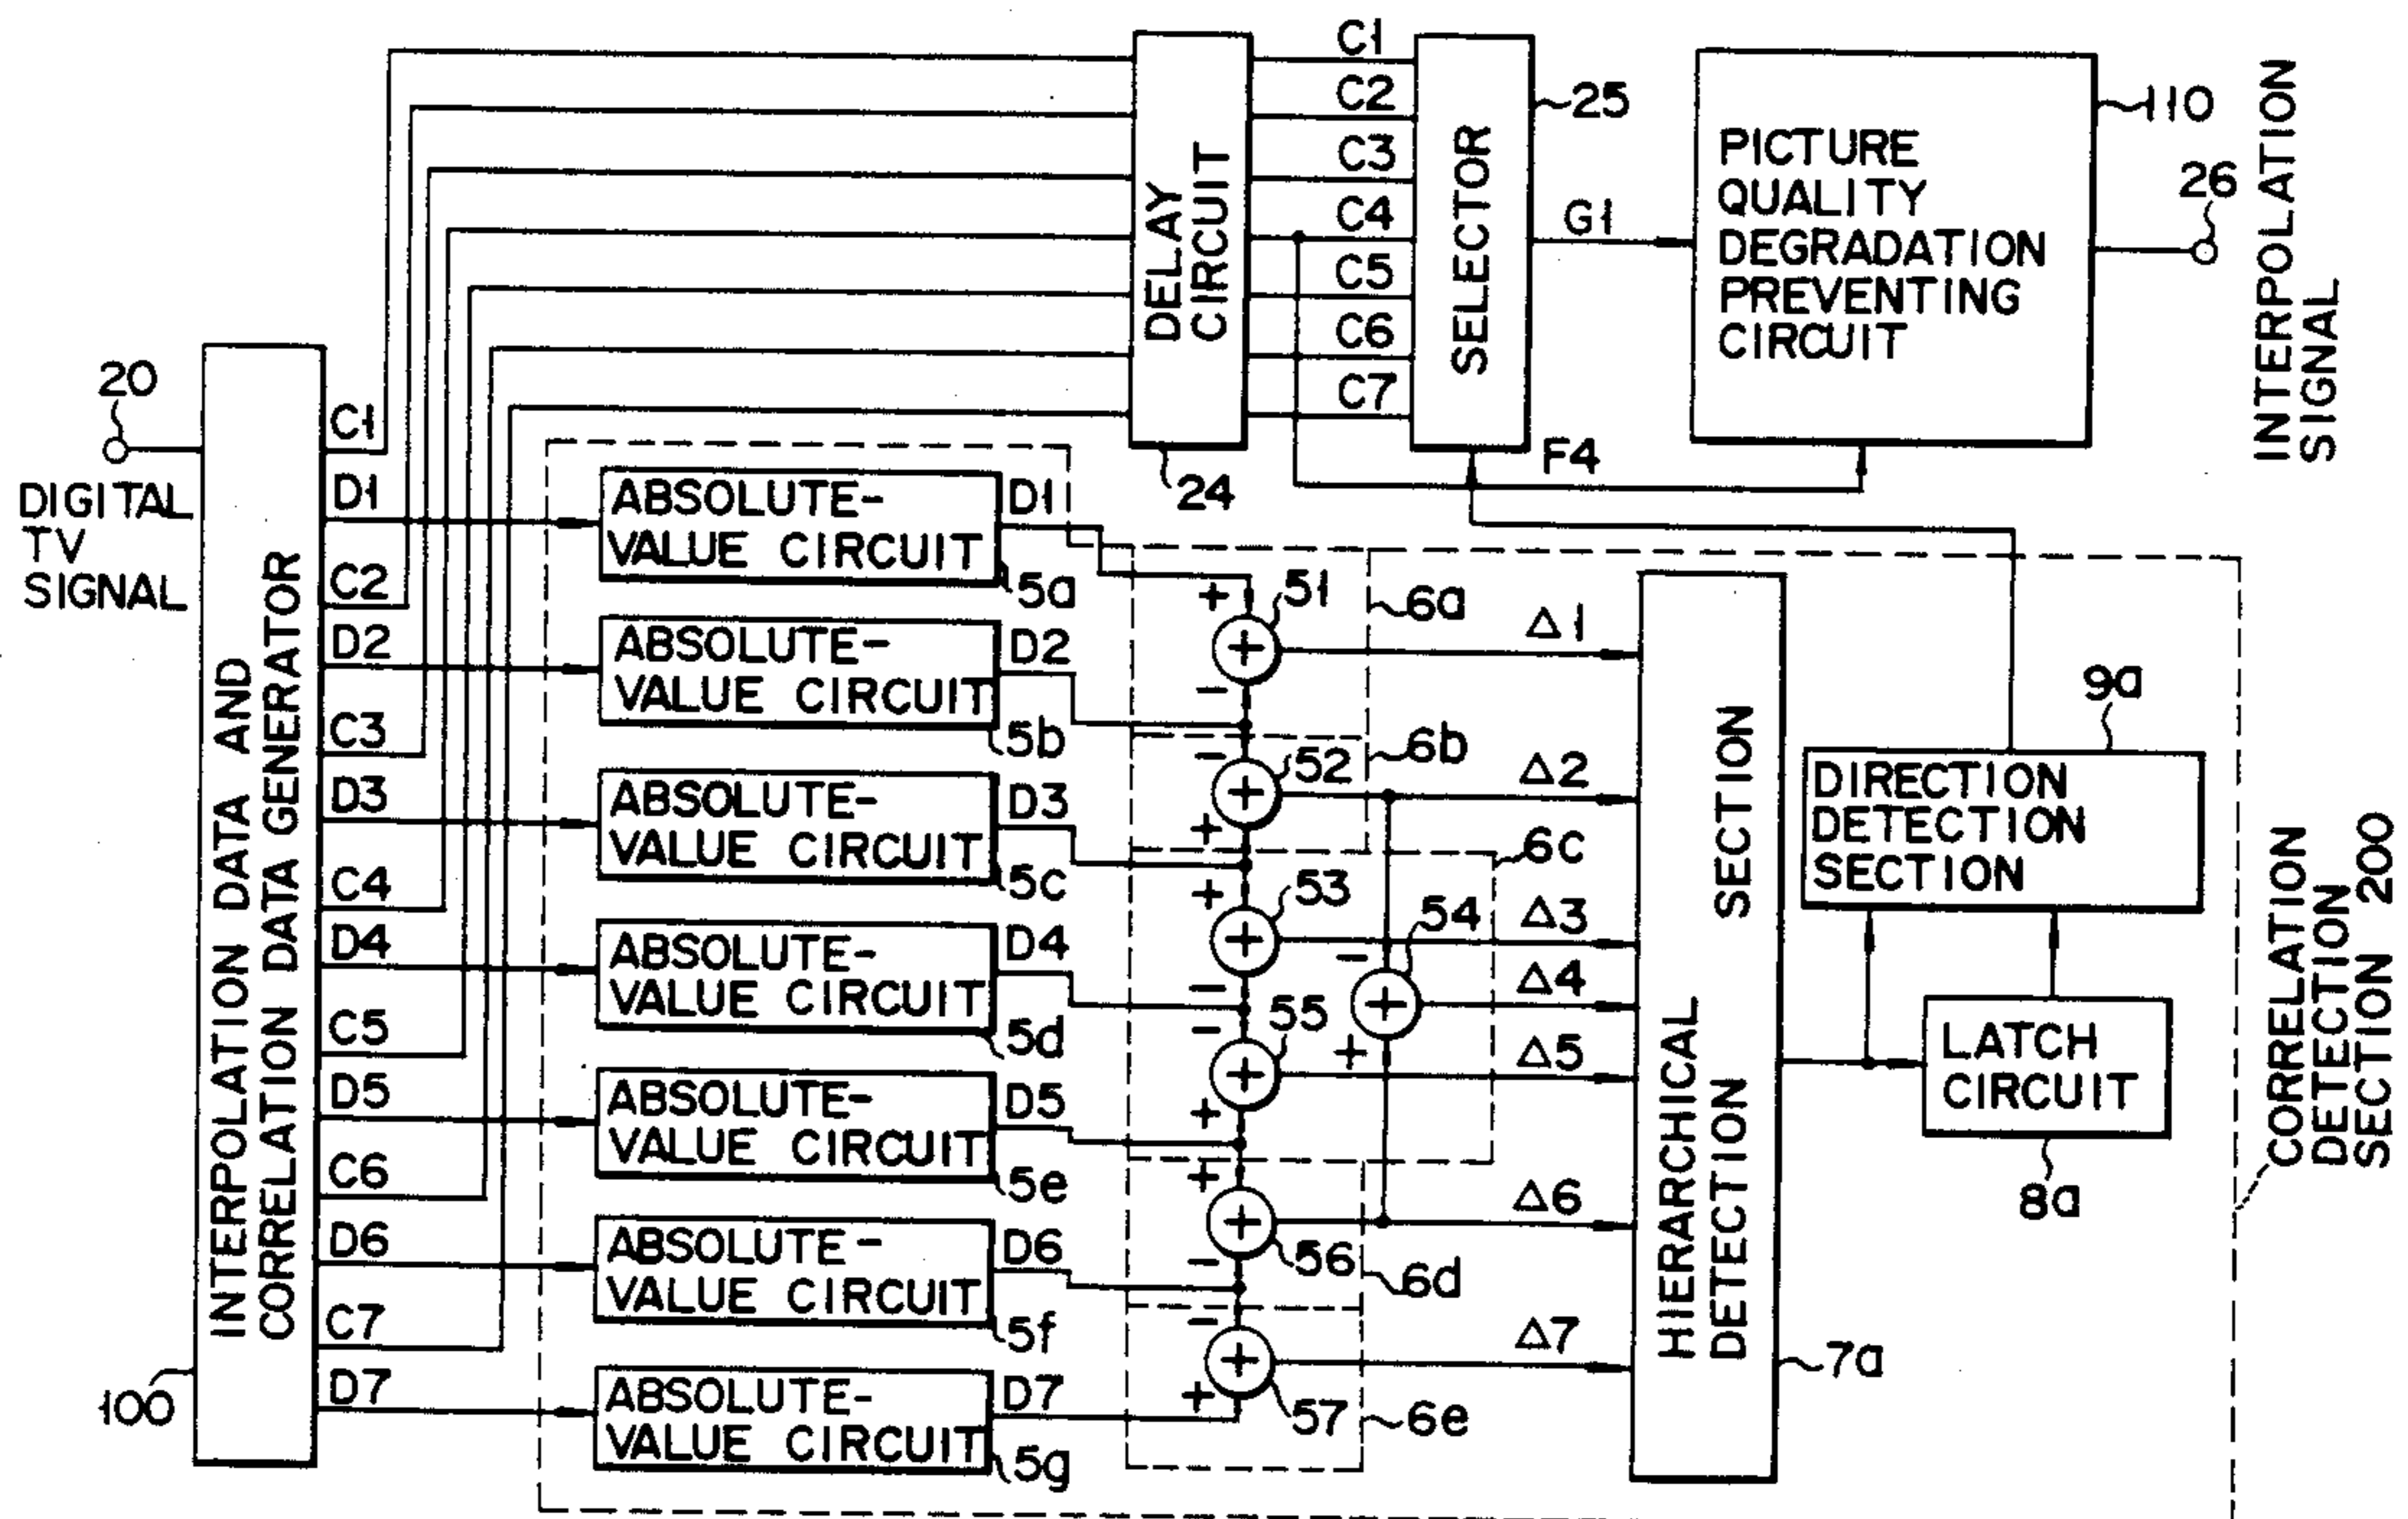 C1
C2
C3
C4
C5
C6
C7
DELAY
CIRCUIT
24
SELECTOR
25
G1
F4
PICTURE
QUALITY
DEGRADATION
PREVENTING
CIRCUIT
110
26
INTERPOLATION
SIGNAL
20
DIGITAL
TV
SIGNAL
INTERPOLATION DATA AND
CORRELATION DATA GENERATOR
100
C1
D1
C2
D2
C3
D3
C4
D4
C5
D5
C6
D6
C7
D7
ABSOLUTE-
VALUE CIRCUIT
D1
5a
ABSOLUTE-
VALUE CIRCUIT
D2
5b
ABSOLUTE-
VALUE CIRCUIT
D3
5c
ABSOLUTE-
VALUE CIRCUIT
D4
5d
ABSOLUTE-
VALUE CIRCUIT
D5
5e
ABSOLUTE-
VALUE CIRCUIT
D6
5f
ABSOLUTE-
VALUE CIRCUIT
D7
5g
+
+ 51
-
6a
-
+ 52
+
6b
+
+ 53
-
6c
-
+ 54
+
-
+ 55
+
+
+ 56
-
6d
-
+ 57
+
6e
Δ1
Δ2
Δ3
Δ4
Δ5
Δ6
Δ7
HIERARCHICAL
DETECTION SECTION
7a
9a
DIRECTION
DETECTION
SECTION
LATCH
CIRCUIT
8a
CORRELATION
DETECTION
SECTION 200